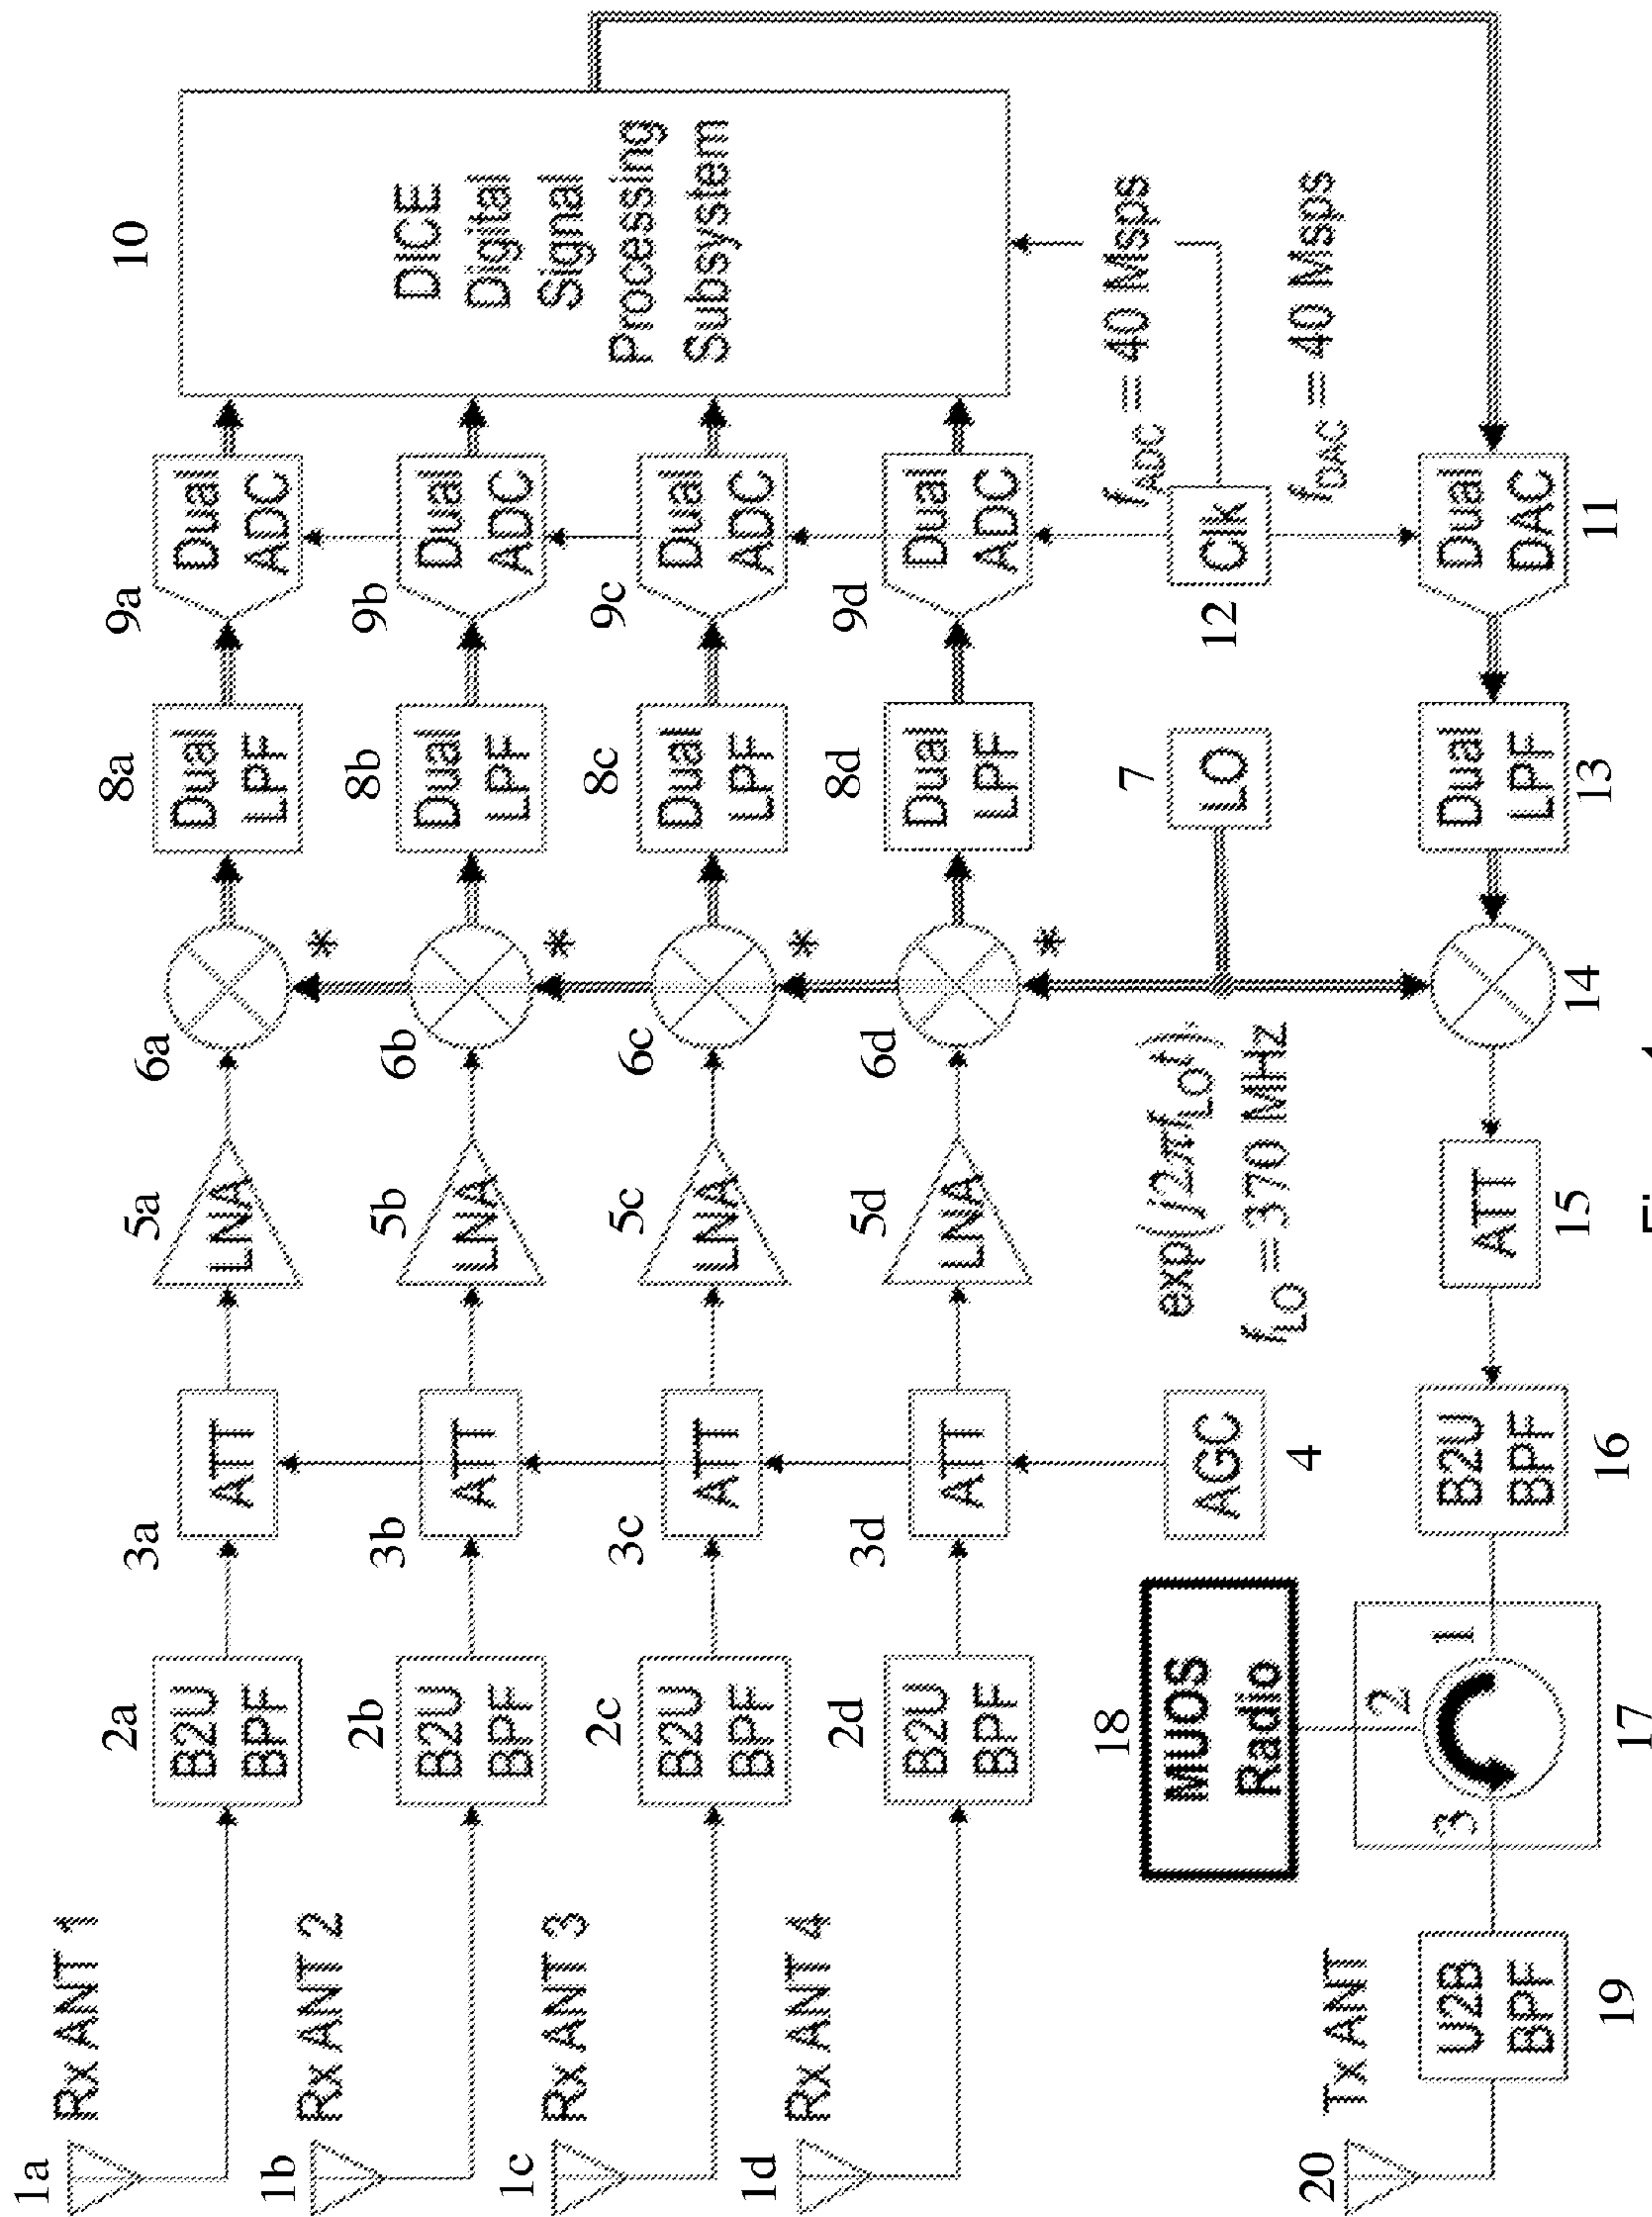 1a
Rx ANT 1
2a
B2U
BPF
3a
ATT
5a
LNA
6a
*
8a
Dual
LPF
9a
Dual
ADC
10
DICE
Digital
Signal
Processing
Subsystem
1b
Rx ANT 2
2b
B2U
BPF
3b
ATT
5b
LNA
6b
*
8b
Dual
LPF
9b
Dual
ADC
1c
Rx ANT 3
2c
B2U
BPF
3c
ATT
5c
LNA
6c
*
8c
Dual
LPF
9c
Dual
ADC
1d
Rx ANT 4
2d
B2U
BPF
3d
ATT
5d
LNA
6d
*
8d
Dual
LPF
9d
Dual
ADC
18
MUOS
Radio
AGC
4
exp(j2πf_LO t)
f_LO = 370 MHz
7
LO
12
Clk
f_ADC = 40 Msps
f_DAC = 40 Msps
20
Tx ANT
U2B
BPF
19
3
2
1
17
B2U
BPF
16
ATT
15
14
Dual
LPF
13
Dual
DAC
11